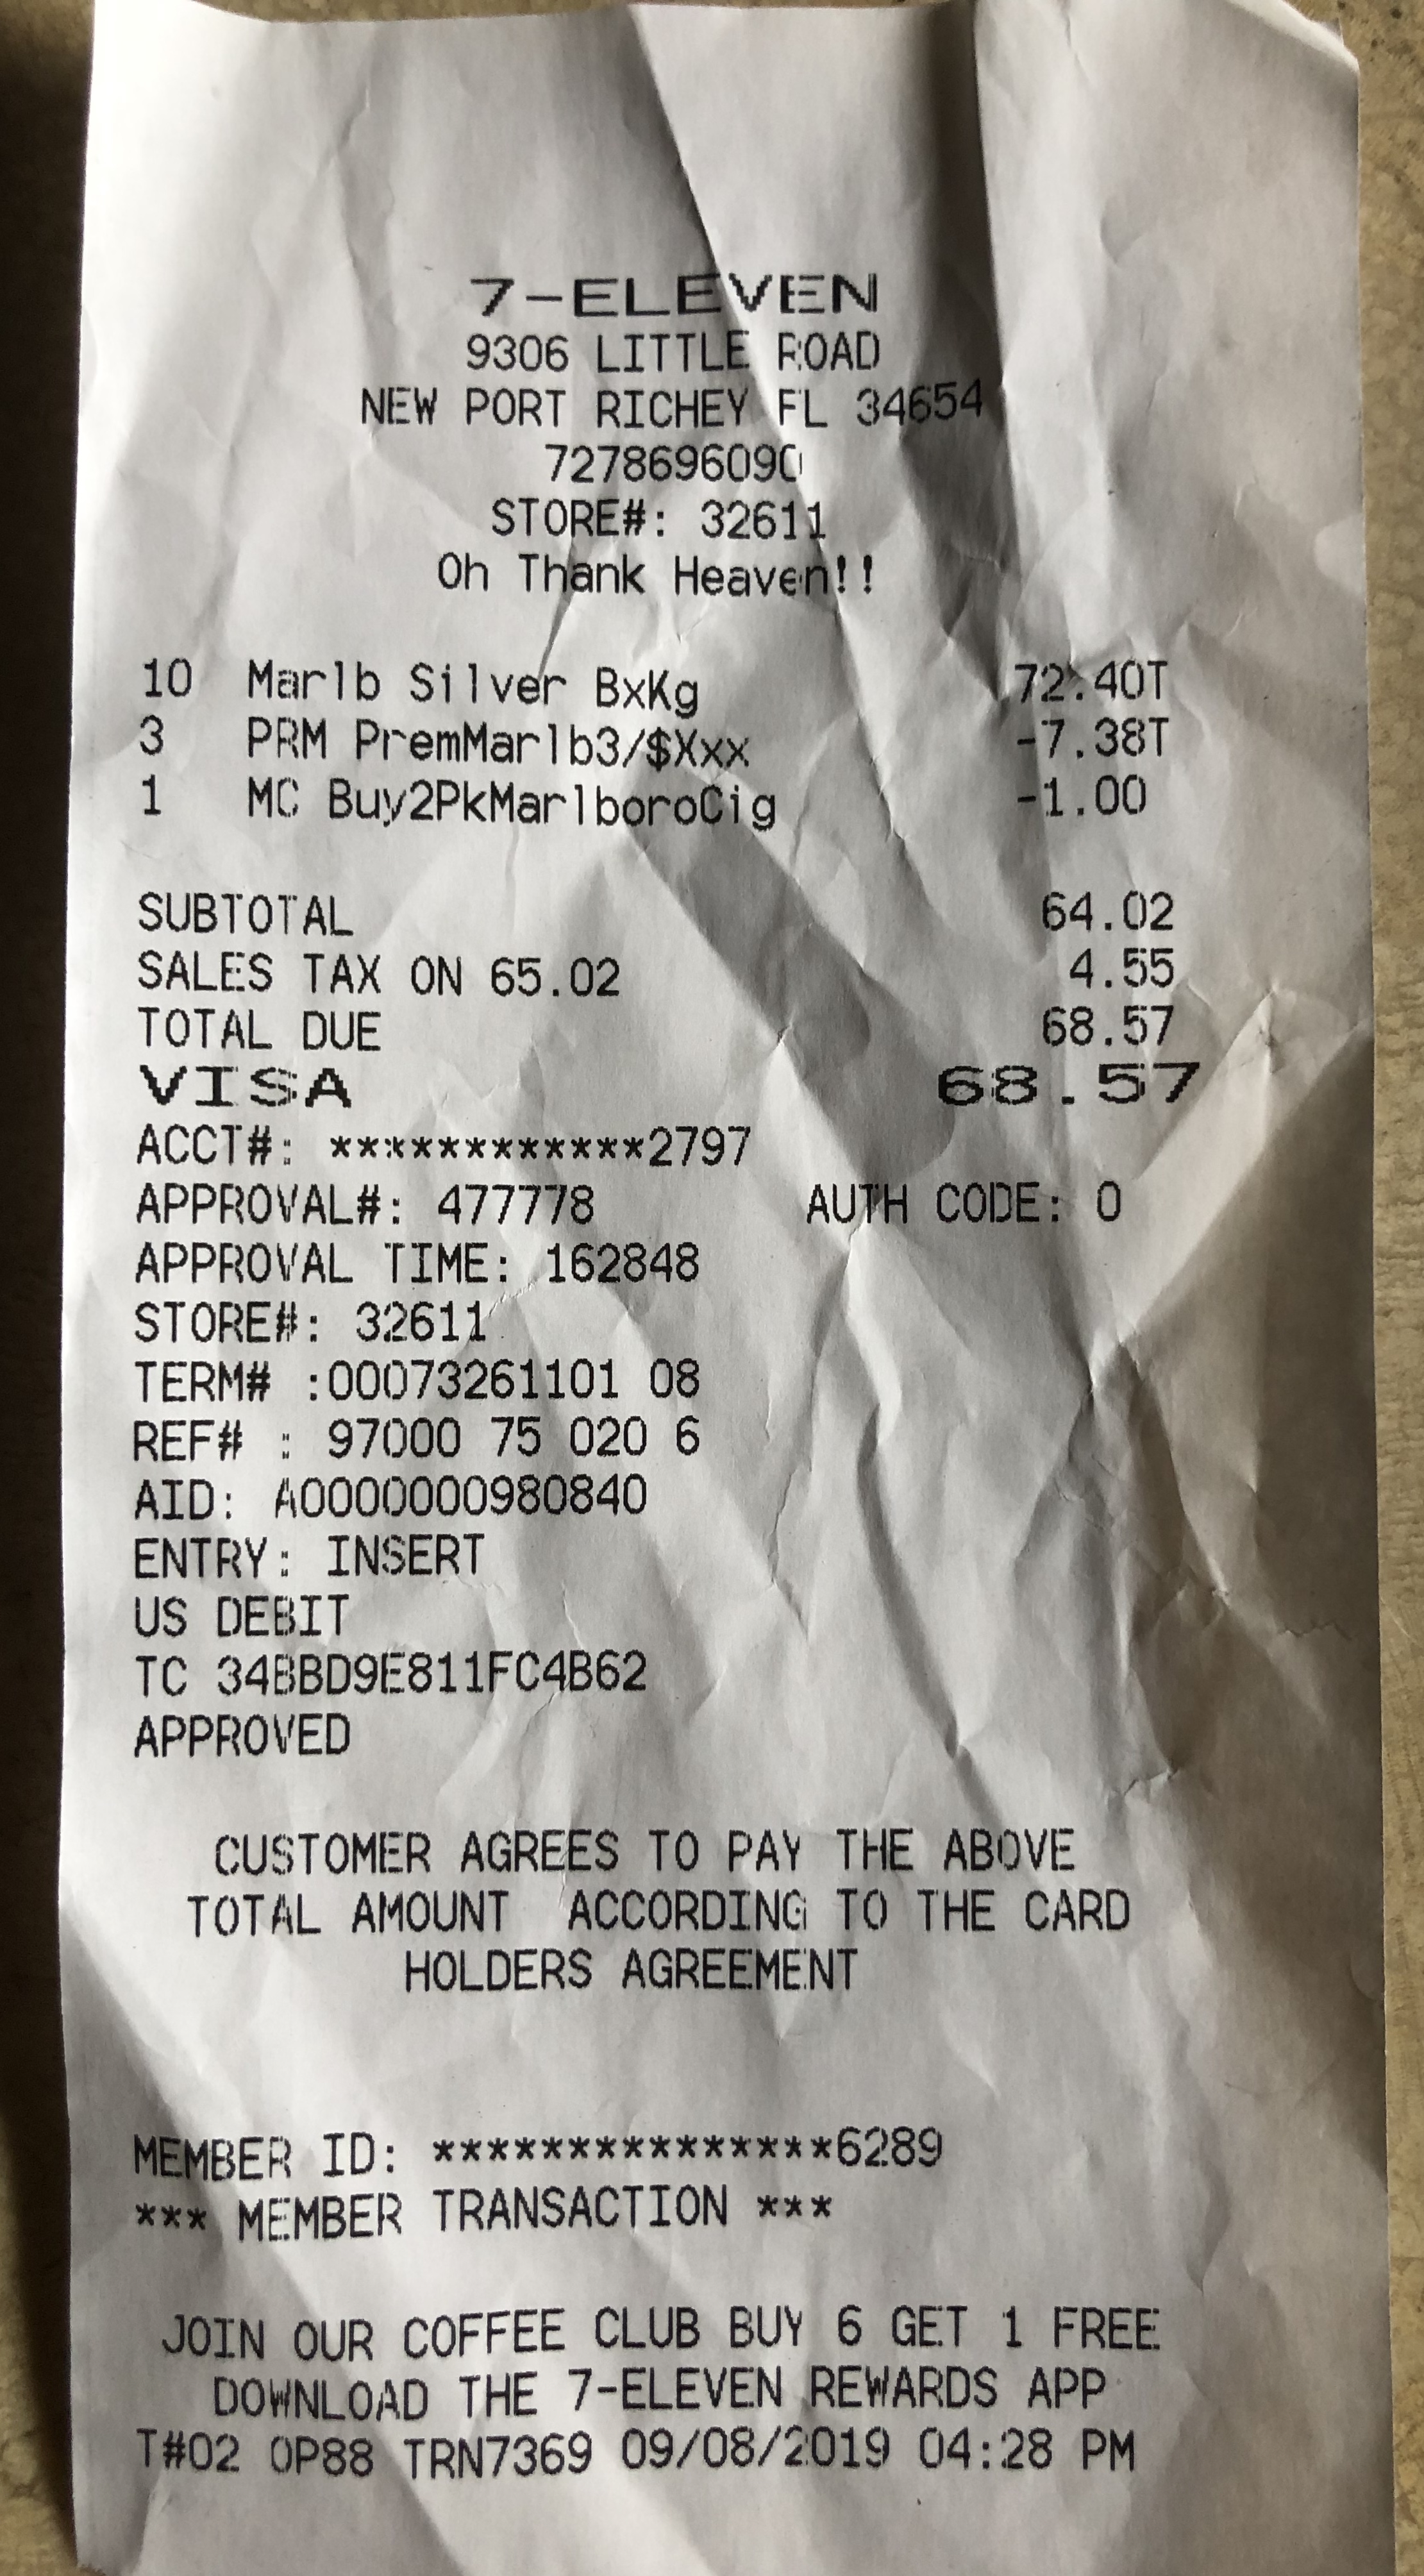 7-ELEVEN
9306 LITTLE ROAD
NEW PORT RICHEY FL 34654
7278696090
STORE#: 32611
Oh Thank Heaven!!
10 Marlb Silver BxKg 72.40T
3 PRM PremMarlb3/$Xxx -7.38T
1 MC Buy2PkMarlboroCig -1.00
SUBTOTAL 64.02
SALES TAX ON 65.02 4.55
TOTAL DUE 68.57
VISA 68.57
ACCT#: ************2797
APPROVAL#: 477778 AUTH CODE: 0
APPROVAL TIME: 162848
STORE#: 32611
TERM# :00073261101 08
REF# : 97000 75 020 6
AID: A0000000980840
ENTRY: INSERT
US DEBIT
TC 34BBD9E811FC4B62
APPROVED
CUSTOMER AGREES TO PAY THE ABOVE
TOTAL AMOUNT ACCORDING TO THE CARD
HOLDERS AGREEMENT
MEMBER ID: ***************6289
*** MEMBER TRANSACTION ***
JOIN OUR COFFEE CLUB BUY 6 GET 1 FREE
DOWNLOAD THE 7-ELEVEN REWARDS APP
T#02 OP88 TRN7369 09/08/2019 04:28 PM